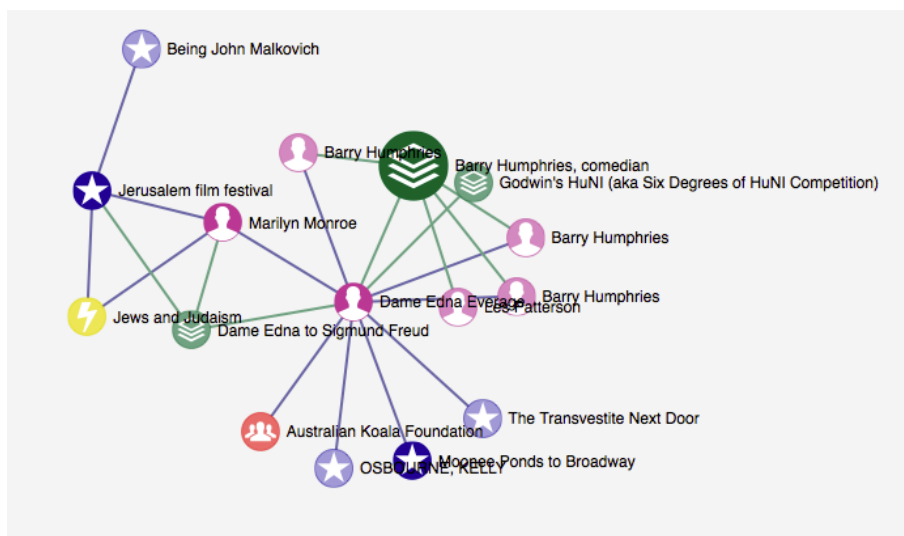 Being John Malkovich
Barry Humphries
Barry Humphries, comedian
Godwin's HuNI (aka Six Degrees of HuNI Competition)
Jerusalem film festival
Marilyn Monroe
Barry Humphries
Dame Edna Everage
Barry Humphries
Les Patterson
Jews and Judaism
Dame Edna to Sigmund Freud
The Transvestite Next Door
Australian Koala Foundation
Moonee Ponds to Broadway
OSBOURNE, KELLY